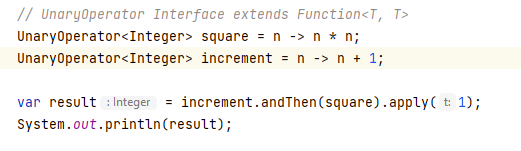 // UnaryOperator Interface extends Function<T, T>
UnaryOperator<Integer> square = n -> n * n;
UnaryOperator<Integer> increment = n -> n + 1;
var result : Integer = increment.andThen(square).apply( t: 1);
System.out.println(result);